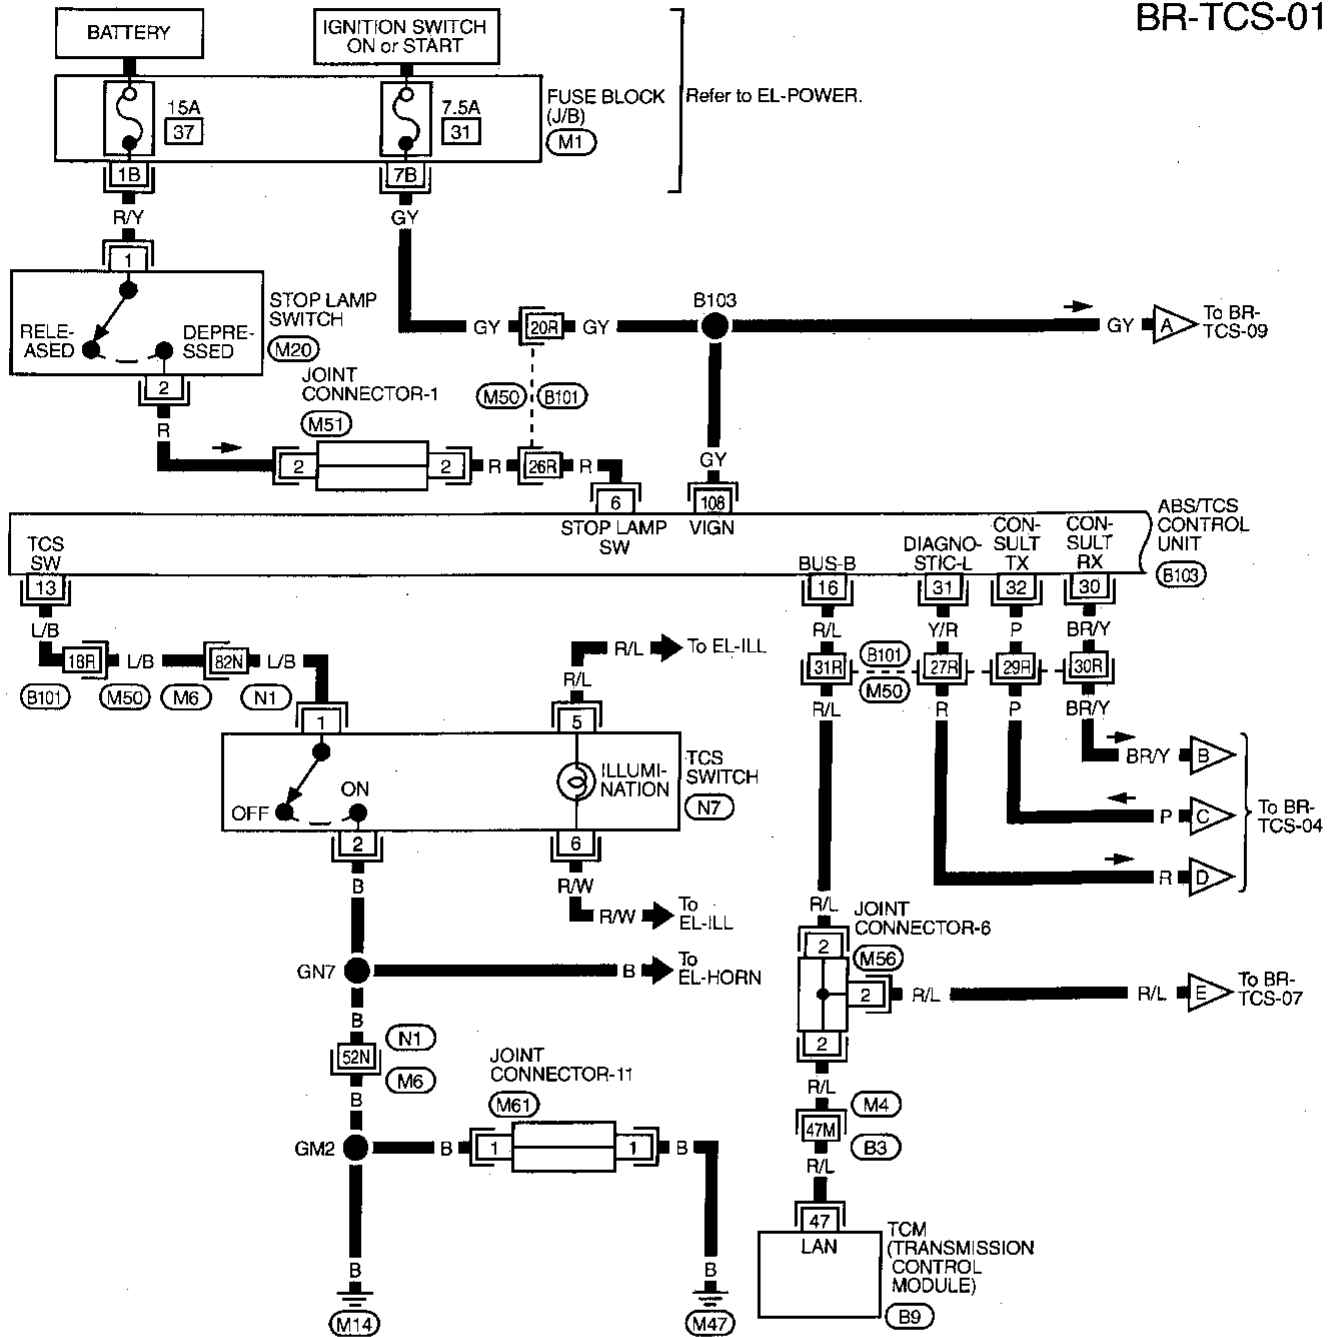 BR-TCS-01
BATTERY
IGNITION SWITCH
ON or START
15A
37
7.5A
31
FUSE BLOCK
(J/B)
M1
Refer to EL-POWER.
1B
7B
R/Y
GY
1
STOP LAMP
SWITCH
M20
RELE-
ASED
DEPRE-
SSED
2
R
JOINT
CONNECTOR-1
M51
2
2
R
26R
R
M50
B101
GY
20R
GY
B103
GY
A
To BR-
TCS-09
GY
6
108
STOP LAMP
SW
VIGN
ABS/TCS
CONTROL
UNIT
B103
TCS
SW
BUS-B
DIAGNO-
STIC-L
CON-
SULT
TX
CON-
SULT
RX
13
16
31
32
30
L/B
R/L
Y/R
P
BR/Y
18R
L/B
82N
L/B
B101
M50
M6
N1
31R
B101
M50
27R
29R
30R
R/L
R
P
BR/Y
R/L
To EL-ILL
R/L
1
5
ILLUMI-
NATION
TCS
SWITCH
N7
OFF
ON
2
6
B
R/W
R/W
To
EL-ILL
BR/Y
B
P
C
R
D
To BR-
TCS-04
GN7
B
To
EL-HORN
B
52N
N1
M6
B
R/L
JOINT
CONNECTOR-6
M56
2
2
R/L
R/L
E
To BR-
TCS-07
2
R/L
47M
M4
B3
R/L
JOINT
CONNECTOR-11
M61
GM2
B
1
1
B
B
B
M14
M47
47
LAN
TCM
(TRANSMISSION
CONTROL
MODULE)
B9